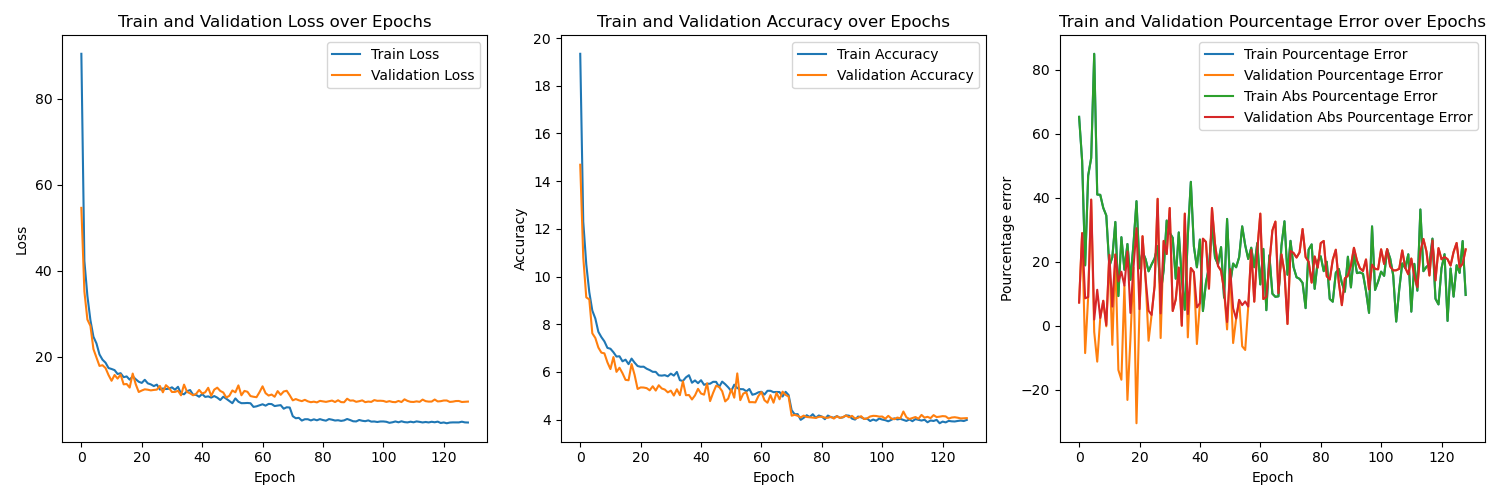 Train and Validation Loss over Epochs
Train Loss
Validation Loss
80
60
40
20
Loss
0
20
40
60
80
100
120
Epoch
Train and Validation Accuracy over Epochs
Train Accuracy
Validation Accuracy
20
18
16
14
12
10
8
6
4
Accuracy
0
20
40
60
80
100
120
Epoch
Train and Validation Pourcentage Error over Epochs
Train Pourcentage Error
Validation Pourcentage Error
Train Abs Pourcentage Error
Validation Abs Pourcentage Error
80
60
40
20
0
−20
Pourcentage error
0
20
40
60
80
100
120
Epoch